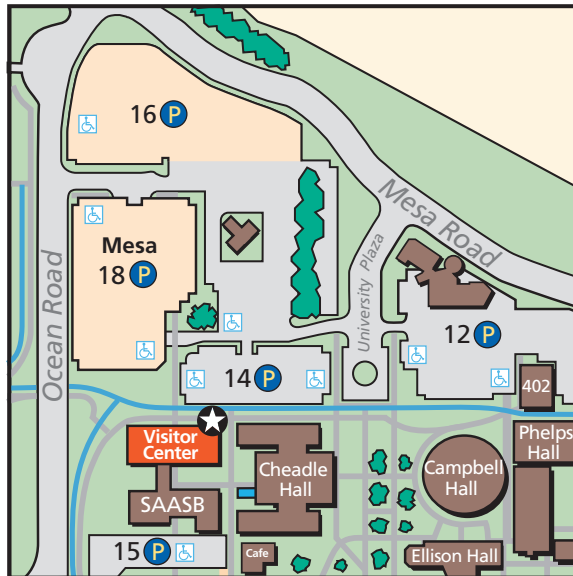 16 P
Mesa Road
Mesa
18 P
Ocean Road
University Plaza
12 P
14 P
402
Visitor
Center
Cheadle
Hall
Campbell
Hall
Phelps
Hall
SAASB
15 P
Cafe
Ellison Hall